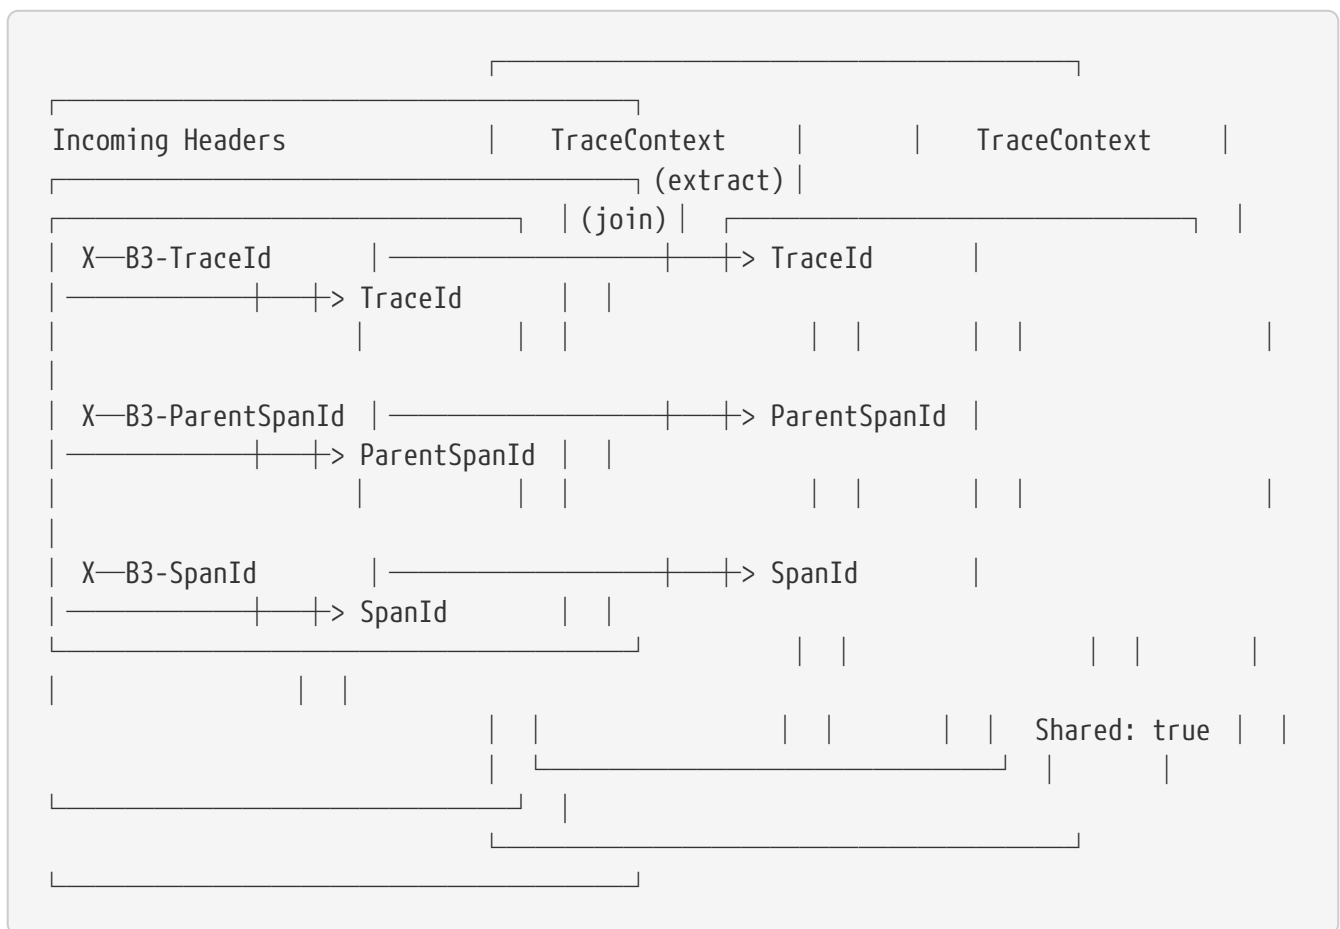 Incoming Headers TraceContext TraceContext
(extract)
(join)
X—B3-TraceId > TraceId
> TraceId
X—B3-ParentSpanId > ParentSpanId
> ParentSpanId
X—B3-SpanId > SpanId
> SpanId
Shared: true